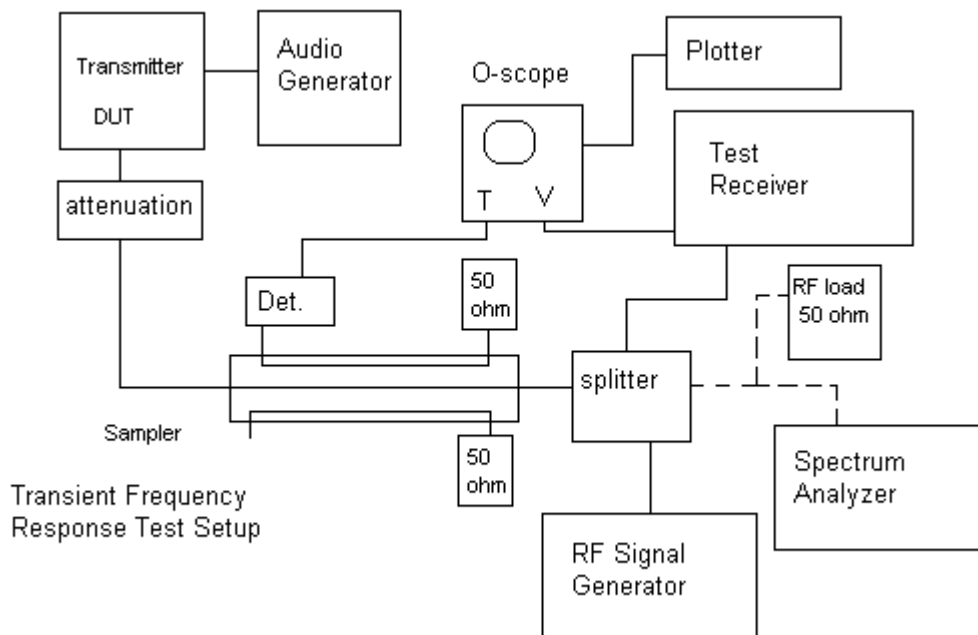 Transmitter
DUT
Audio
Generator
O-scope
Plotter
T
V
Test
Receiver
attenuation
Det.
50
ohm
RF load
50 ohm
splitter
Sampler
50
ohm
Spectrum
Analyzer
Transient Frequency
Response Test Setup
RF Signal
Generator